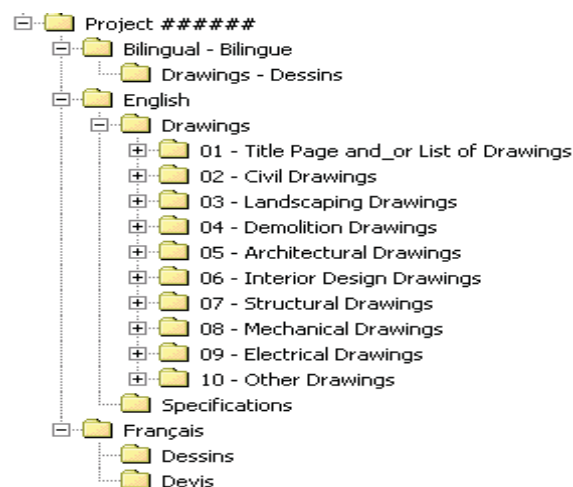 Project ######
Bilingual - Bilingue
Drawings - Dessins
English
Drawings
01 - Title Page and_or List of Drawings
02 - Civil Drawings
03 - Landscaping Drawings
04 - Demolition Drawings
05 - Architectural Drawings
06 - Interior Design Drawings
07 - Structural Drawings
08 - Mechanical Drawings
09 - Electrical Drawings
10 - Other Drawings
Specifications
Français
Dessins
Devis